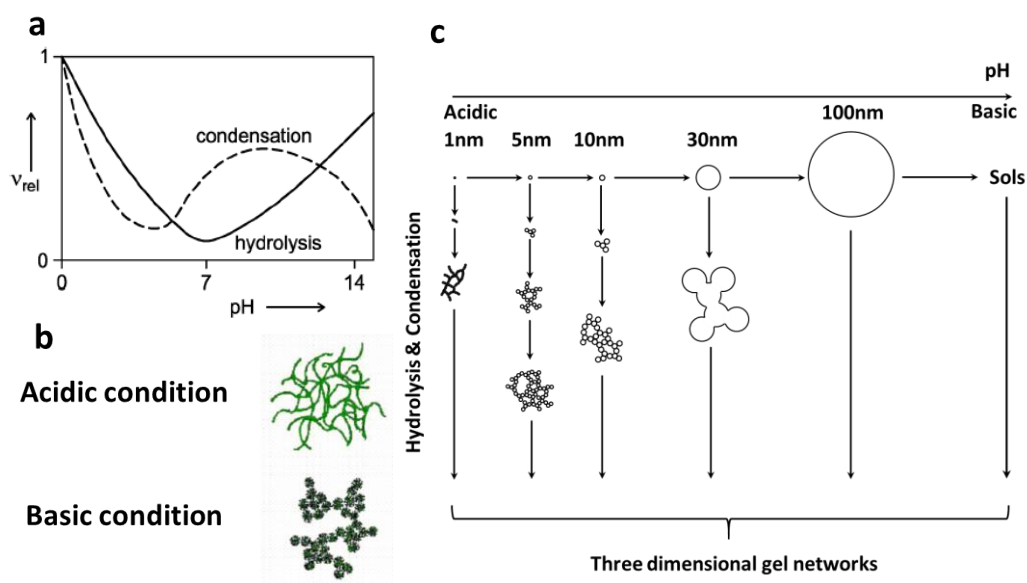 a
1
condensation
ν_rel
hydrolysis
0
0 7 14
pH
b
Acidic condition
Basic condition
c
pH
Acidic 100nm Basic
1nm 5nm 10nm 30nm
Sols
Hydrolysis & Condensation
Three dimensional gel networks